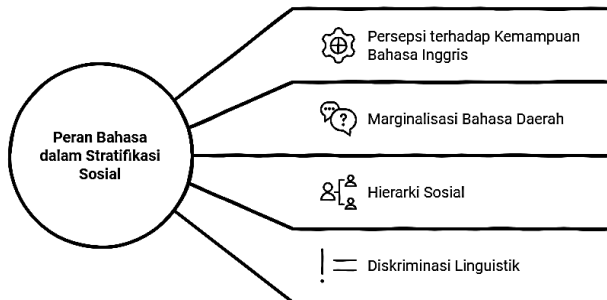 Peran Bahasa
dalam Stratifikasi
Sosial
Persepsi terhadap Kemampuan
Bahasa Inggris
Marginalisasi Bahasa Daerah
Hierarki Sosial
Diskriminasi Linguistik